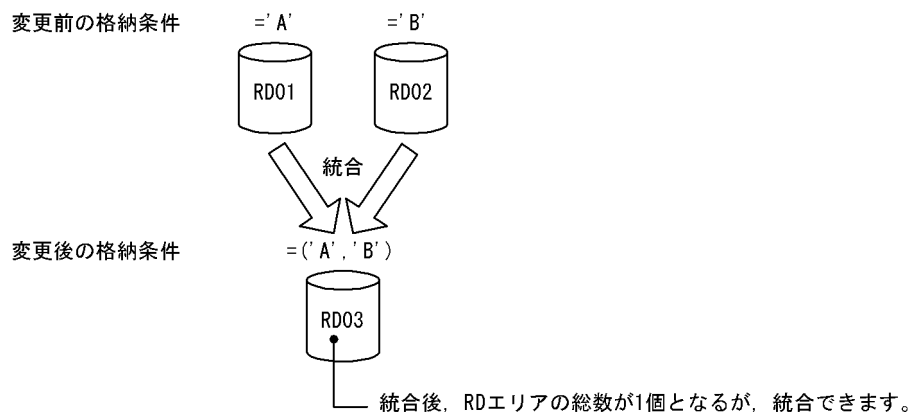 変更前の格納条件 ='A' ='B'
RD01 RD02
統合
変更後の格納条件 =('A','B')
RD03
統合後，RDエリアの総数が1個となるが，統合できます。